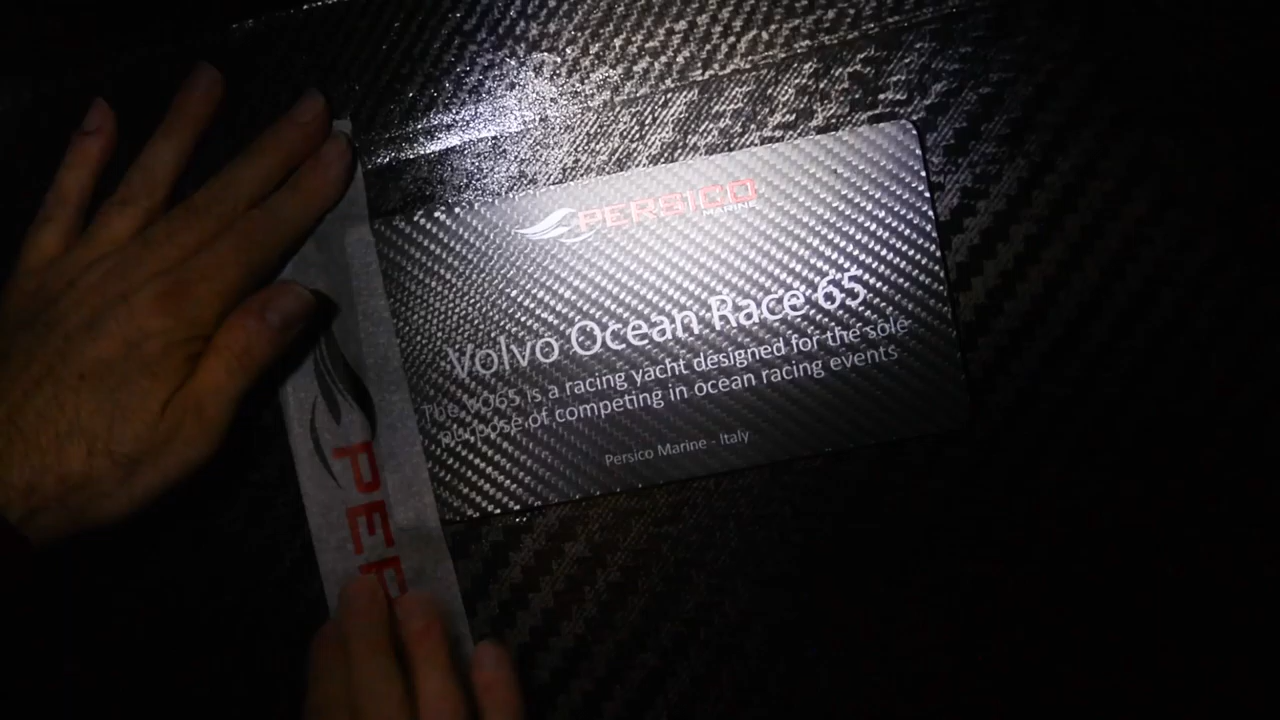 PERSICO
MARINE
Volvo Ocean Race 65
The VO65 is a racing yacht designed for the sole
purpose of competing in ocean racing events
Persico Marine - Italy
PER